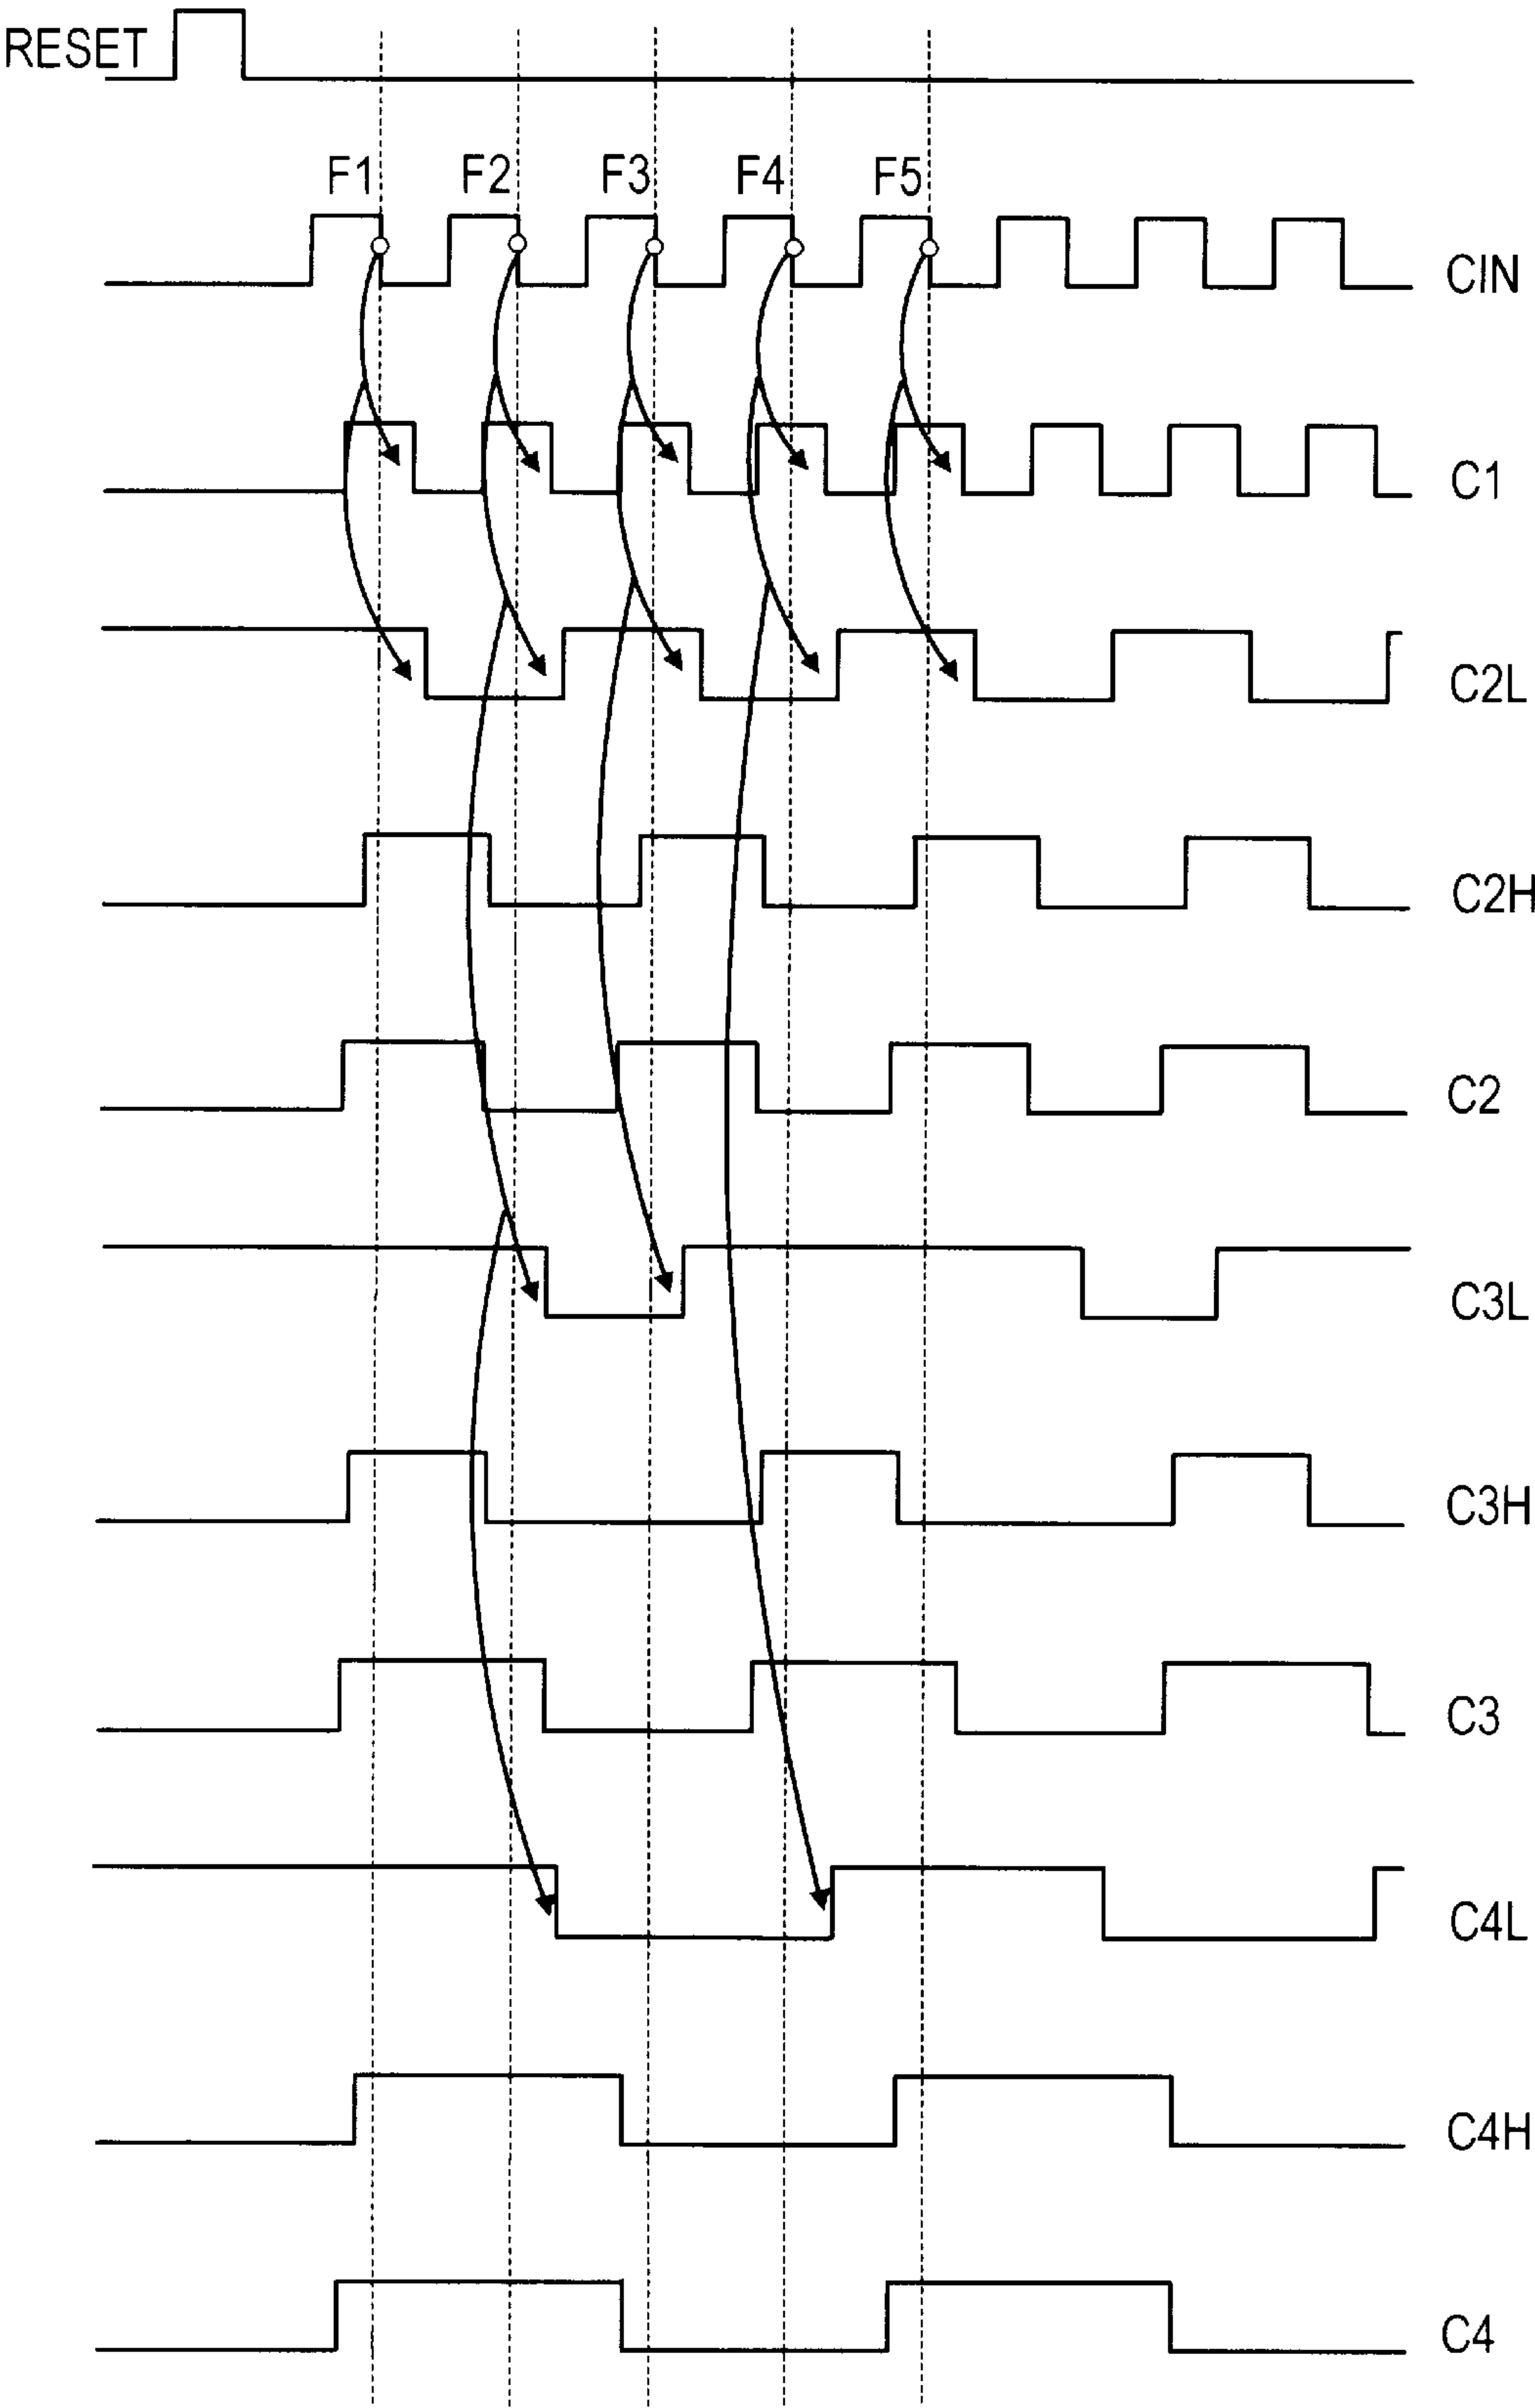 RESET
F1 F2 F3 F4 F5
CIN
C1
C2L
C2H
C2
C3L
C3H
C3
C4L
C4H
C4